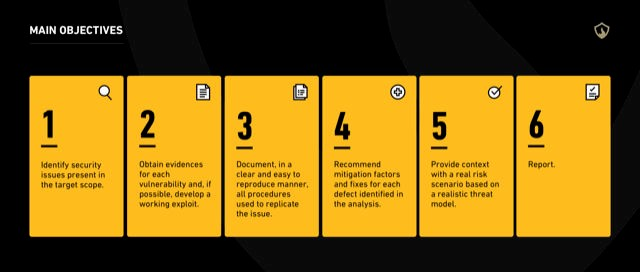 MAIN OBJECTIVES
1
Identify security
issues present in
the target scope.
2
Obtain evidences
for each
vulnerability and, if
possible, develop a
working exploit.
3
Document, in a
clear and easy to
reproduce manner,
all procedures
used to replicate
the issue.
4
Recommend
mitigation factors
and fixes for each
defect identified in
the analysis.
5
Provide context
with a real risk
scenario based on
a realistic threat
model.
6
Report.